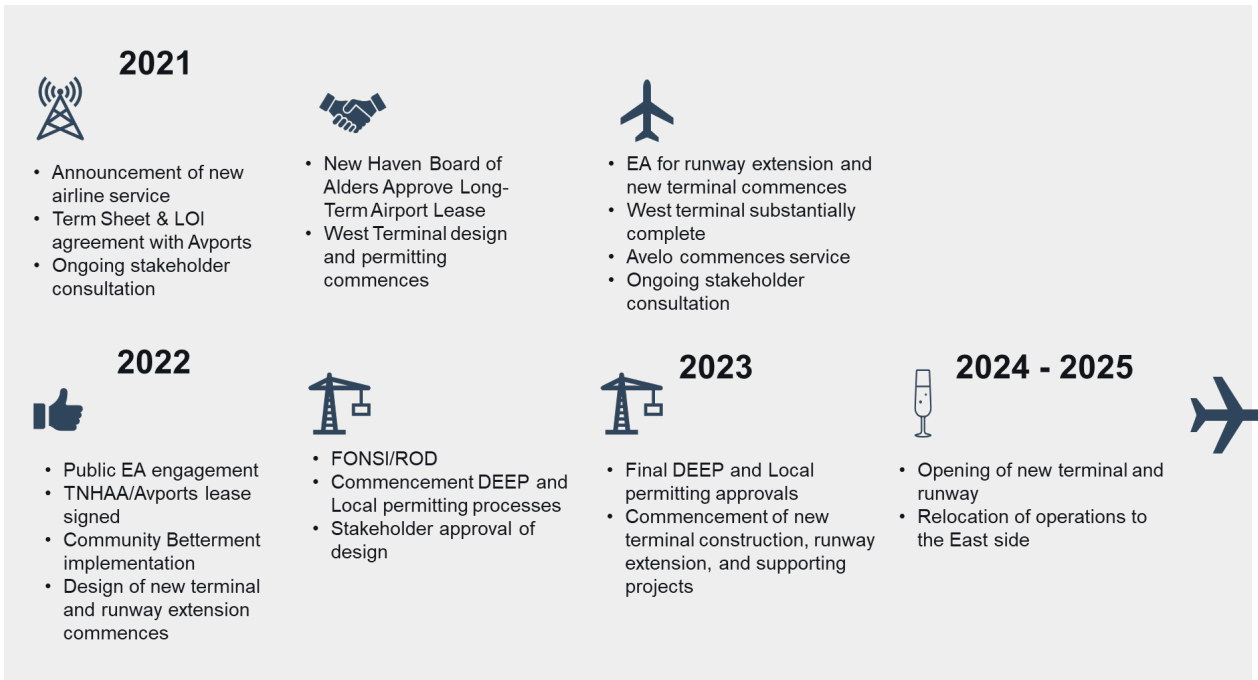 2021
• Announcement of new
airline service
• Term Sheet & LOI
agreement with Avports
• Ongoing stakeholder
consultation
• New Haven Board of
Alders Approve Long-
Term Airport Lease
• West Terminal design
and permitting
commences
• EA for runway extension and
new terminal commences
• West terminal substantially
complete
• Avelo commences service
• Ongoing stakeholder
consultation
2022
• Public EA engagement
• TNHAA/Avports lease
signed
• Community Betterment
implementation
• Design of new terminal
and runway extension
commences
• FONSI/ROD
• Commencement DEEP and
Local permitting processes
• Stakeholder approval of
design
2023
• Final DEEP and Local
permitting approvals
• Commencement of new
terminal construction, runway
extension, and supporting
projects
2024 - 2025
• Opening of new terminal and
runway
• Relocation of operations to
the East side